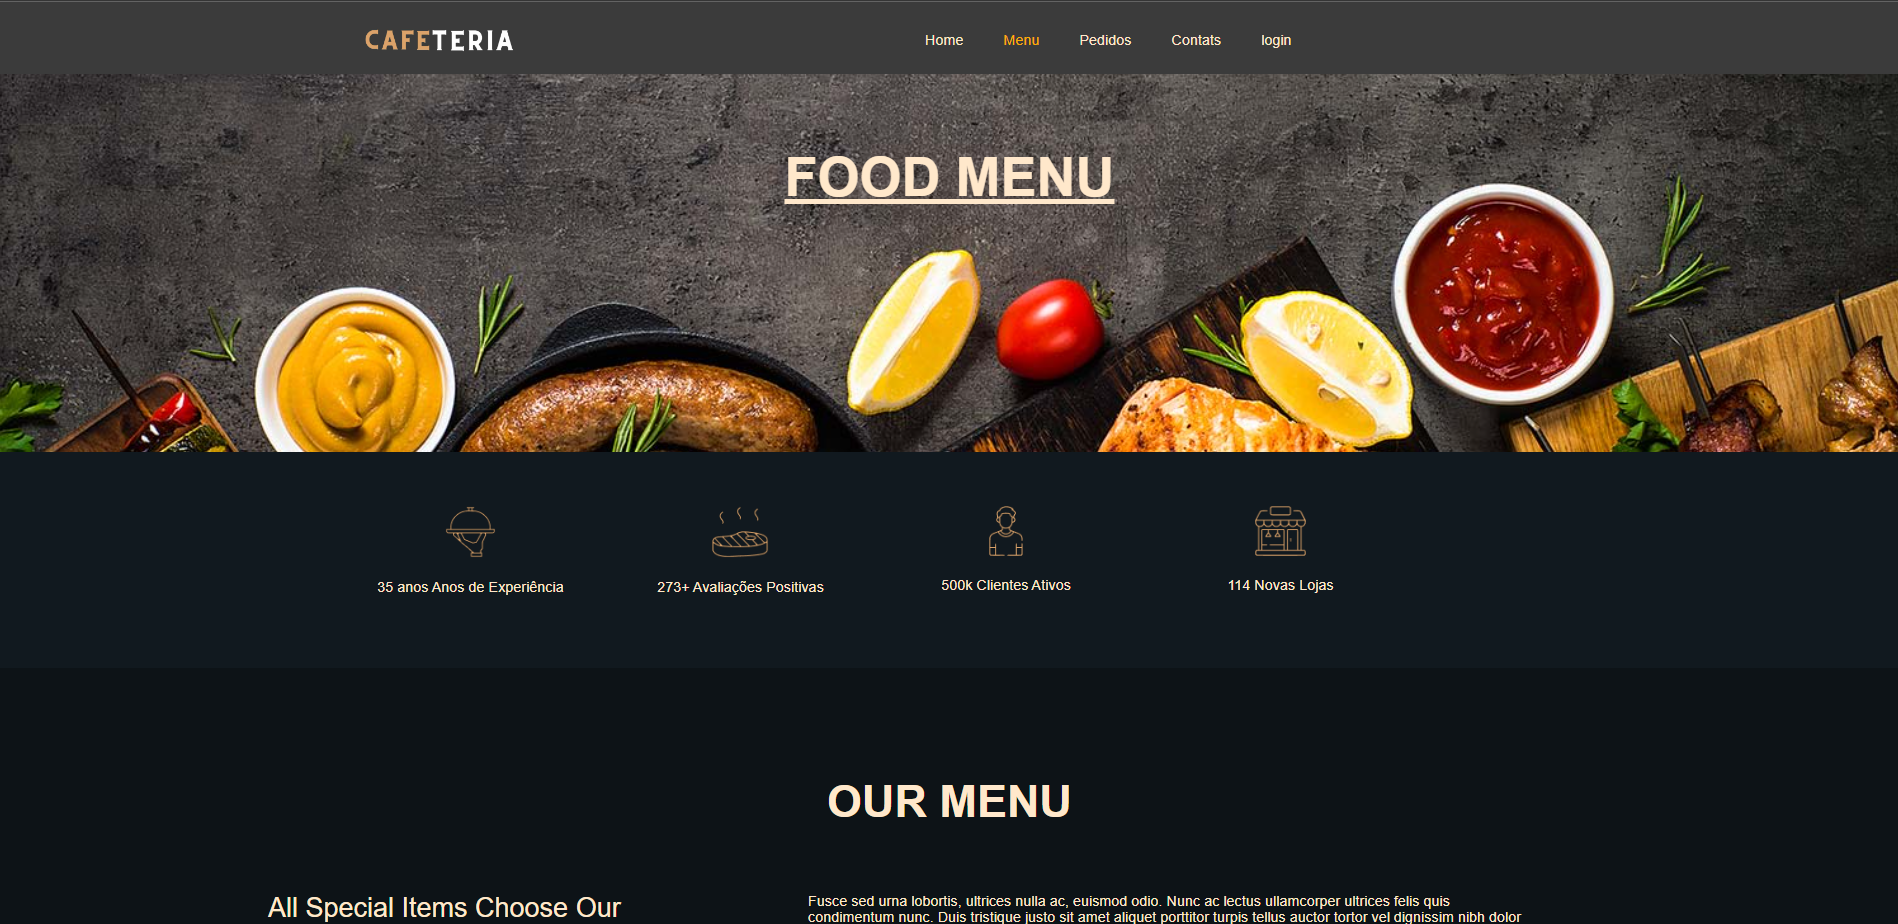 CAFETERIA
Home
Menu
Pedidos
Contats
login
FOOD MENU
35 anos Anos de Experiência
273+ Avaliações Positivas
500k Clientes Ativos
114 Novas Lojas
OUR MENU
All Special Items Choose Our
Fusce sed urna lobortis, ultrices nulla ac, euismod odio. Nunc ac lectus ullamcorper ultrices felis quis
condimentum nunc. Duis tristique justo sit amet aliquet porttitor turpis tellus auctor tortor vel dignissim nibh dolor